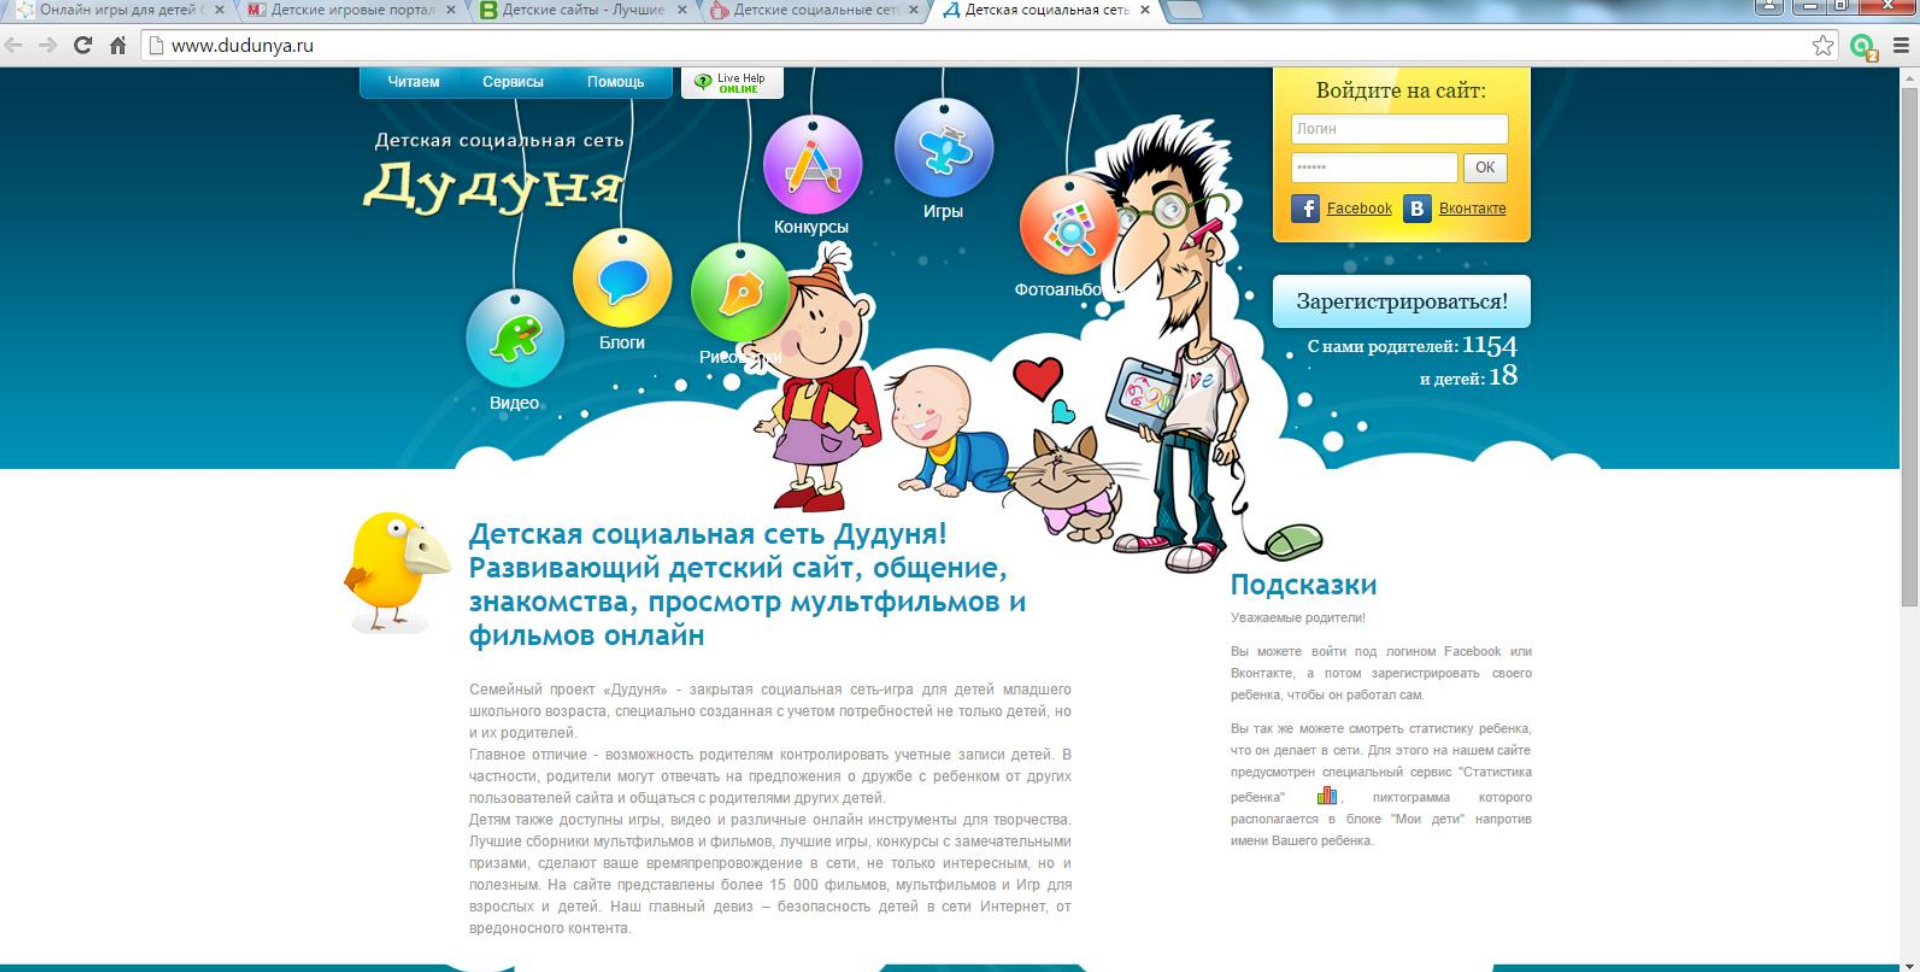 Онлайн игры для детей
Детские игровые портал
Детские сайты - Лучшие
Детские социальные сет
Детская социальная сеть
www.dudunya.ru
2
Читаем Сервисы Помощь
Live Help
ONLINE
Детская социальная сеть
Дудуня
Конкурсы
Игры
Фотоальбо
Блоги
Видео
Войдите на сайт:
Логин
•••••• OK
Facebook Вконтакте
Зарегистрироваться!
С нами родителей: 1154
и детей: 18
Детская социальная сеть Дудуня!
Развивающий детский сайт, общение,
знакомства, просмотр мультфильмов и
фильмов онлайн
Семейный проект «Дудуня» - закрытая социальная сеть-игра для детей младшего
школьного возраста, специально созданная с учетом потребностей не только детей, но
и их родителей.
Главное отличие - возможность родителям контролировать учетные записи детей. В
частности, родители могут отвечать на предложения о дружбе с ребенком от других
пользователей сайта и общаться с родителями других детей.
Детям также доступны игры, видео и различные онлайн инструменты для творчества.
Лучшие сборники мультфильмов и фильмов, лучшие игры, конкурсы с замечательными
призами, сделают ваше времяпрепровождение в сети, не только интересным, но и
полезным. На сайте представлены более 15 000 фильмов, мультфильмов и Игр для
взрослых и детей. Наш главный девиз – безопасность детей в сети Интернет, от
вредоносного контента.
Подсказки
Уважаемые родители!
Вы можете войти под логином Facebook или
Вконтакте, а потом зарегистрировать своего
ребенка, чтобы он работал сам.
Вы так же можете смотреть статистику ребенка,
что он делает в сети. Для этого на нашем сайте
предусмотрен специальный сервис "Статистика
ребенка" , пиктограмма которого
располагается в блоке "Мои дети" напротив
имени Вашего ребенка.